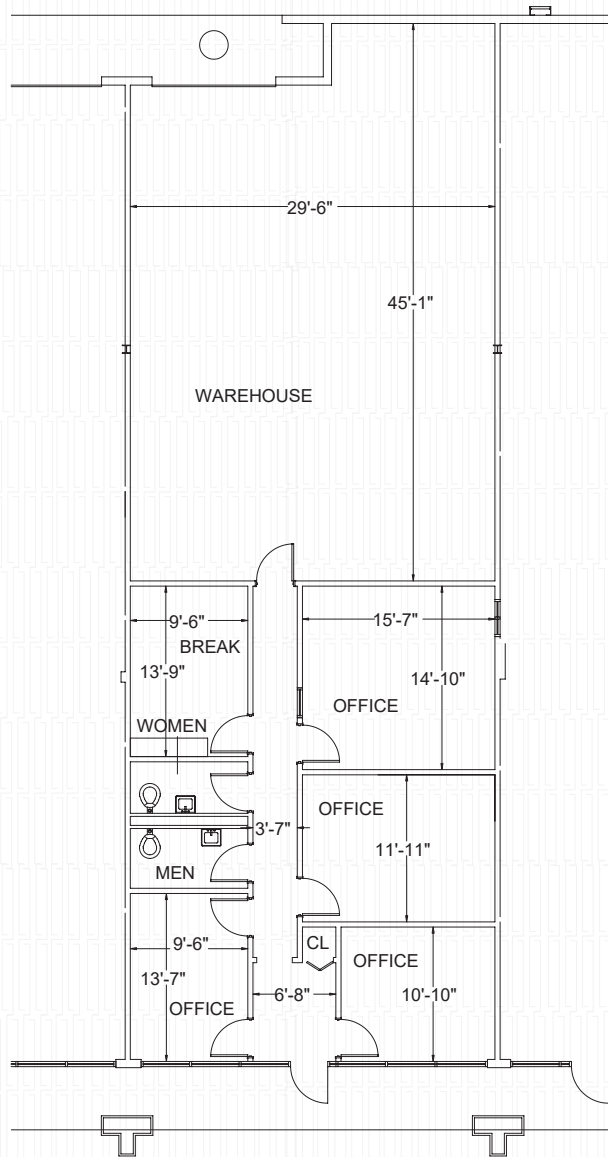 29'-6"
45'-1"
WAREHOUSE
9'-6"
15'-7"
BREAK
13'-9"
14'-10"
OFFICE
WOMEN
OFFICE
3'-7"
11'-11"
MEN
CL
9'-6"
OFFICE
13'-7"
6'-8"
10'-10"
OFFICE